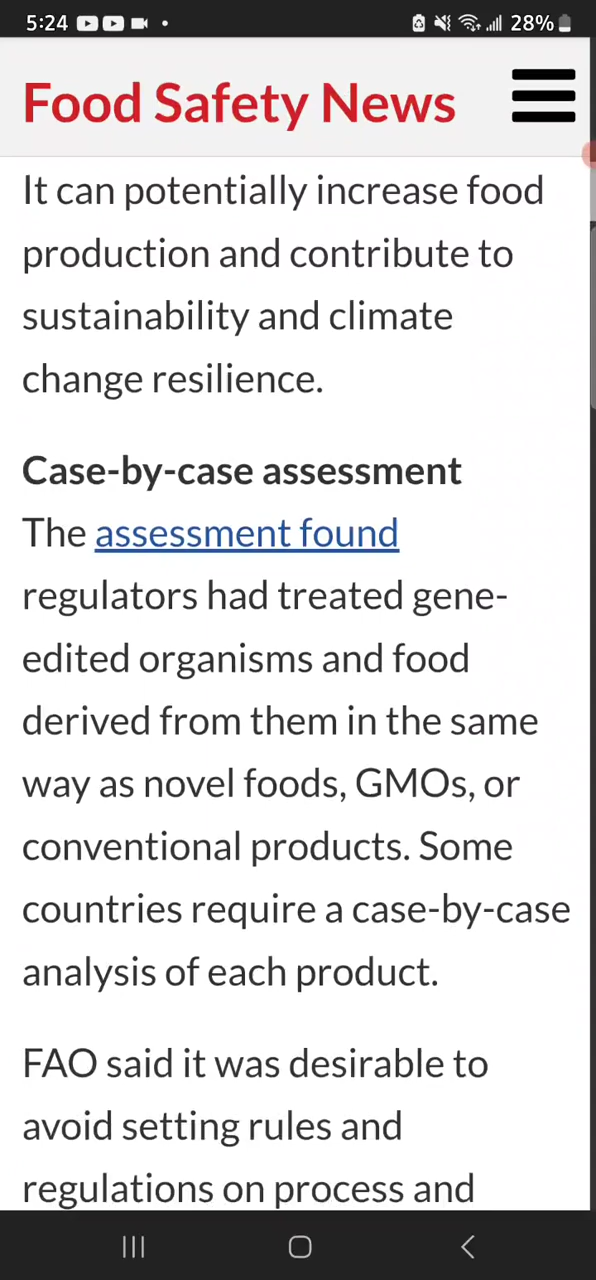 5:24
28%
Food Safety News
It can potentially increase food
production and contribute to
sustainability and climate
change resilience.
Case-by-case assessment
The assessment found
regulators had treated gene-
edited organisms and food
derived from them in the same
way as novel foods, GMOs, or
conventional products. Some
countries require a case-by-case
analysis of each product.
FAO said it was desirable to
avoid setting rules and
regulations on process and